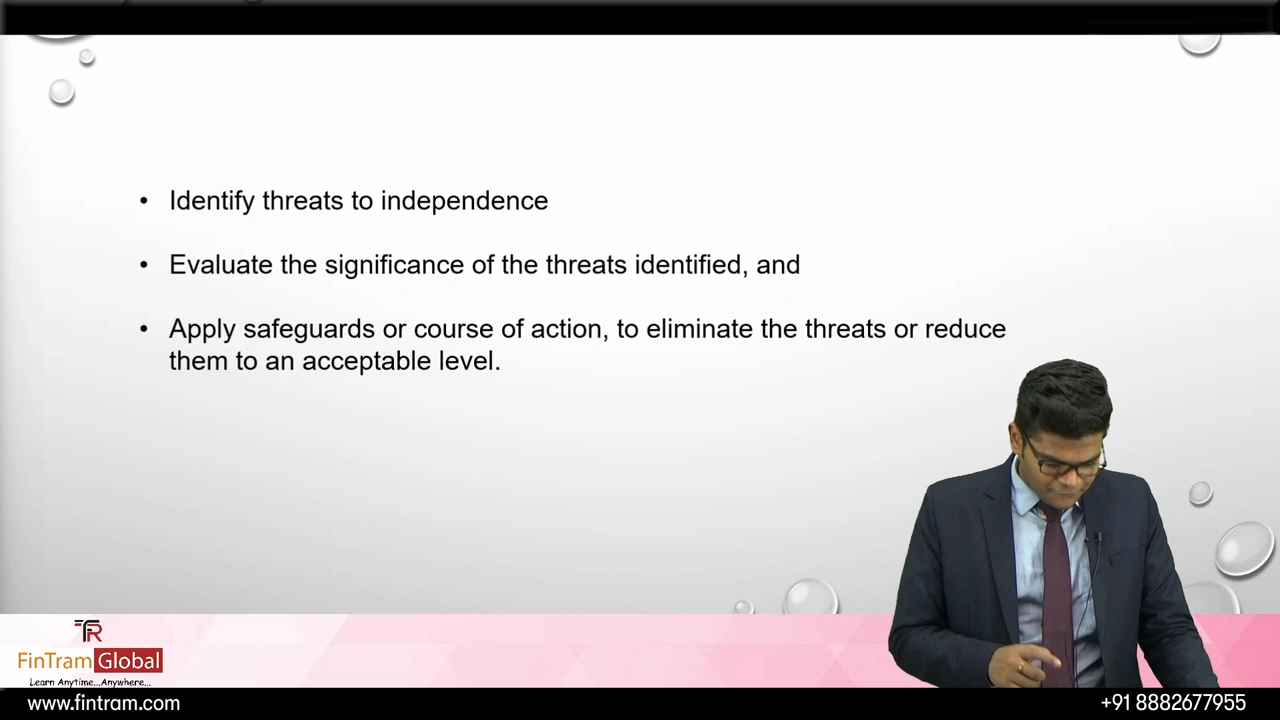 • Identify threats to independence
• Evaluate the significance of the threats identified, and
• Apply safeguards or course of action, to eliminate the threats or reduce
them to an acceptable level.
TR
FinTram Global
Learn Anytime...Anywhere...
www.fintram.com
+91 8882677955